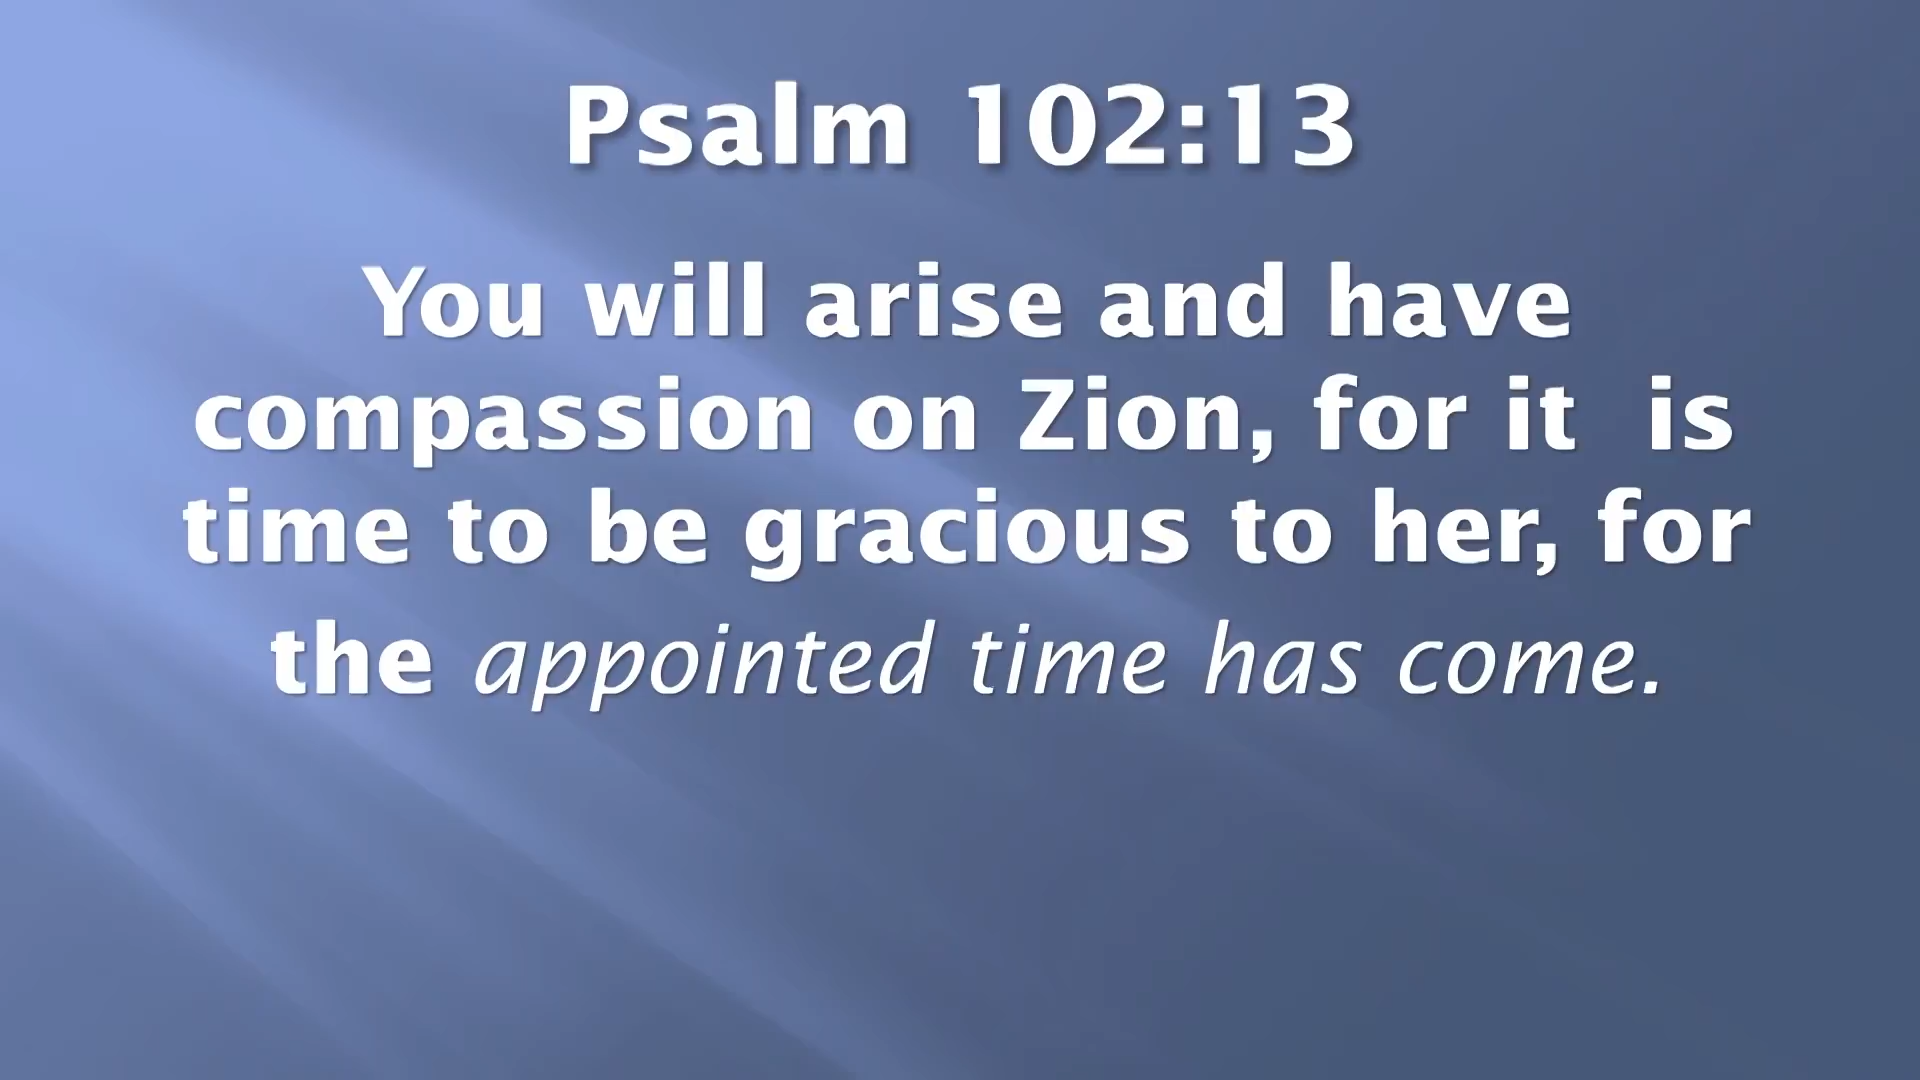 Psalm 102:13
You will arise and have
compassion on Zion, for it  is
time to be gracious to her, for
the appointed time has come.